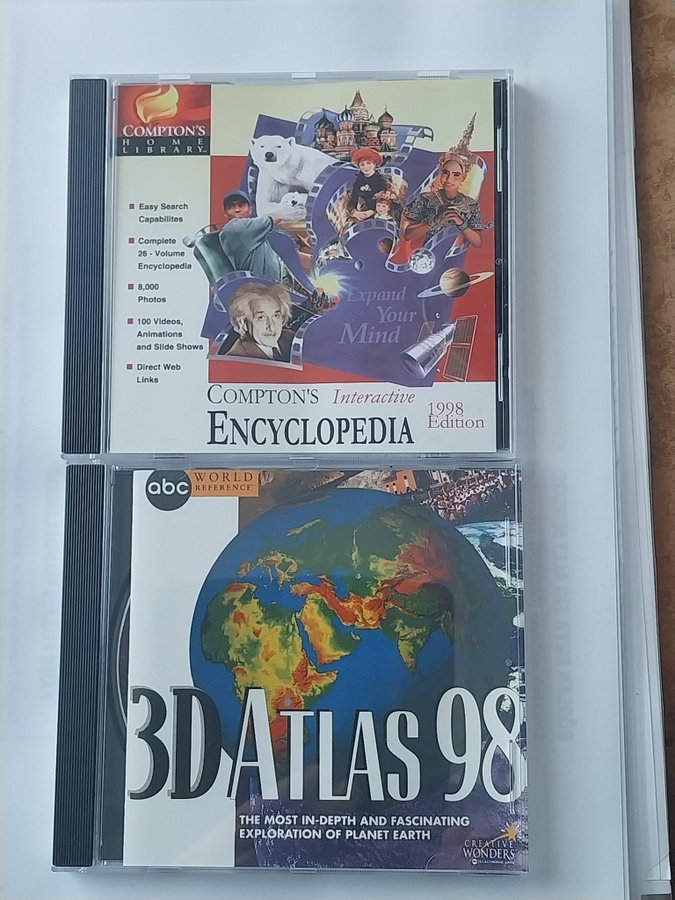 COMPTON'S
HOME
LIBRARY™
Easy Search
Capabilites
Complete
26 - Volume
Encyclopedia
8,000
Photos
100 Videos,
Animations
and Slide Shows
Direct Web
Links
Expand
Your
Mind
COMPTON'S Interactive
ENCYCLOPEDIA
1998
Edition
abc
WORLD
REFERENCE™
3D ATLAS 98
THE MOST IN-DEPTH AND FASCINATING
EXPLORATION OF PLANET EARTH
CREATIVE
WONDERS